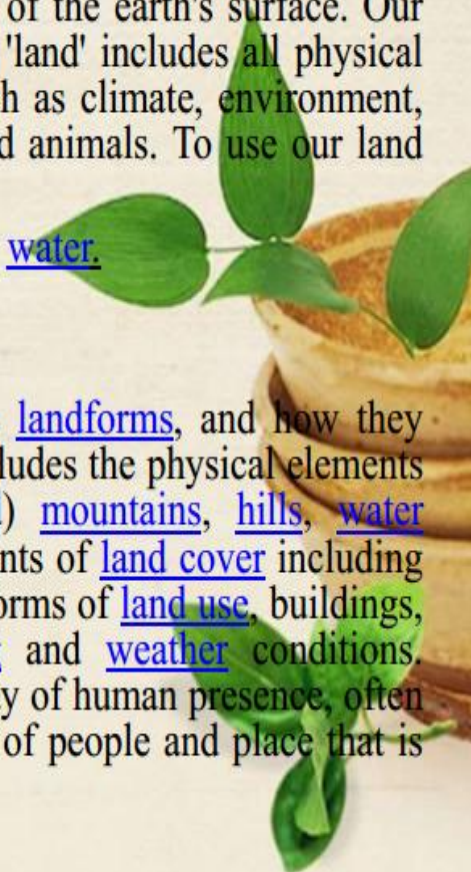 of the earth's surface. Our
'land' includes all physical
h as climate, environment,
d animals. To use our land
water.
landforms, and how they
ludes the physical elements
) mountains, hills, water
nts of land cover including
orms of land use, buildings,
and weather conditions.
y of human presence, often
of people and place that is